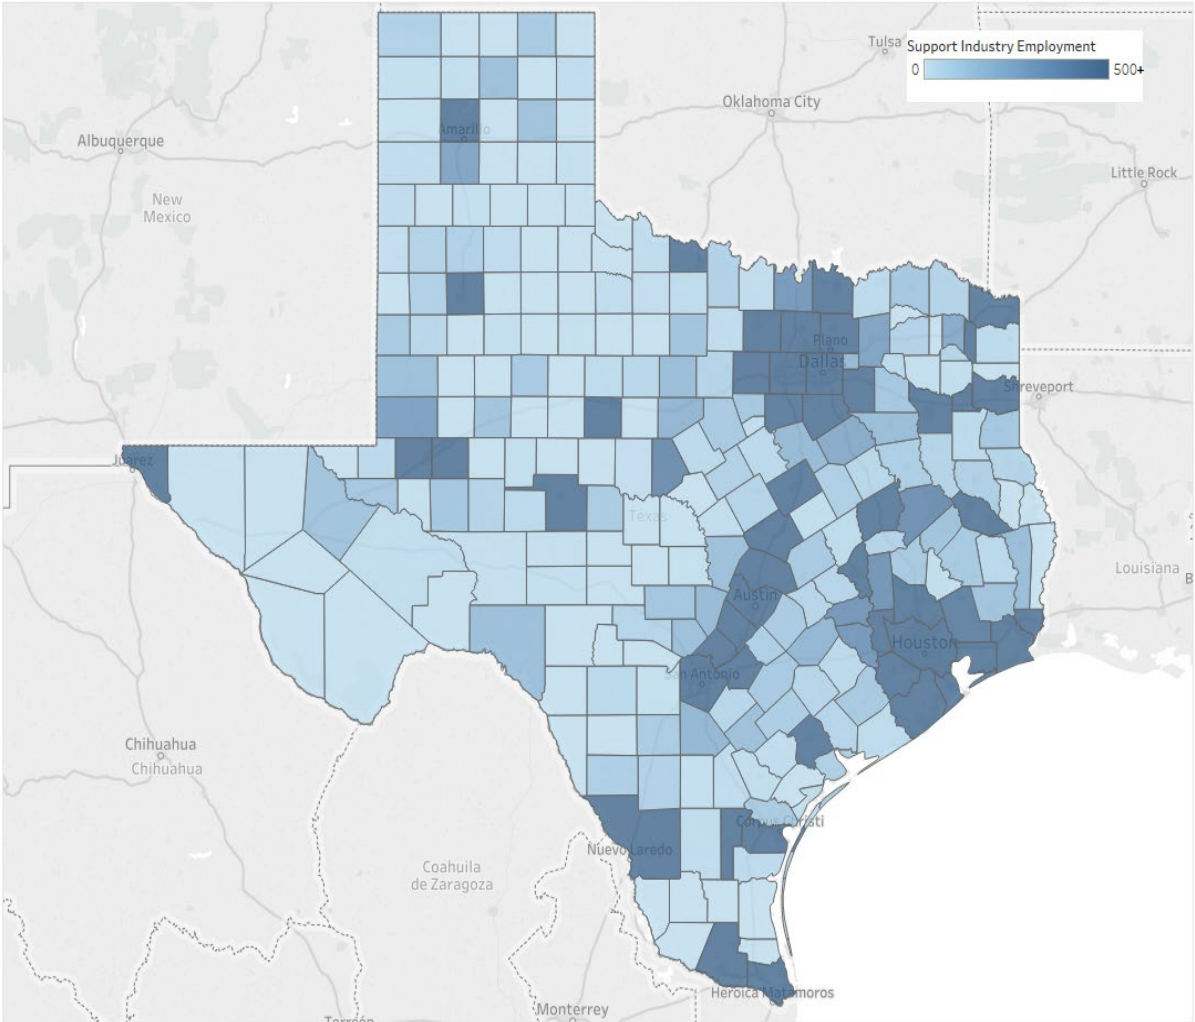 Tulsa
Support Industry Employment
0
500+
Oklahoma City
Albuquerque
Amarillo
Little Rock
New
Mexico
Plano
Dallas
Shreveport
Juárez
Texas
Louisiana
B
Austin
Houston
San Antonio
Chihuahua
Chihuahua
Corpus Christi
Nuevo Laredo
Coahuila
de Zaragoza
Heroica Matamoros
Monterrey
Torreón